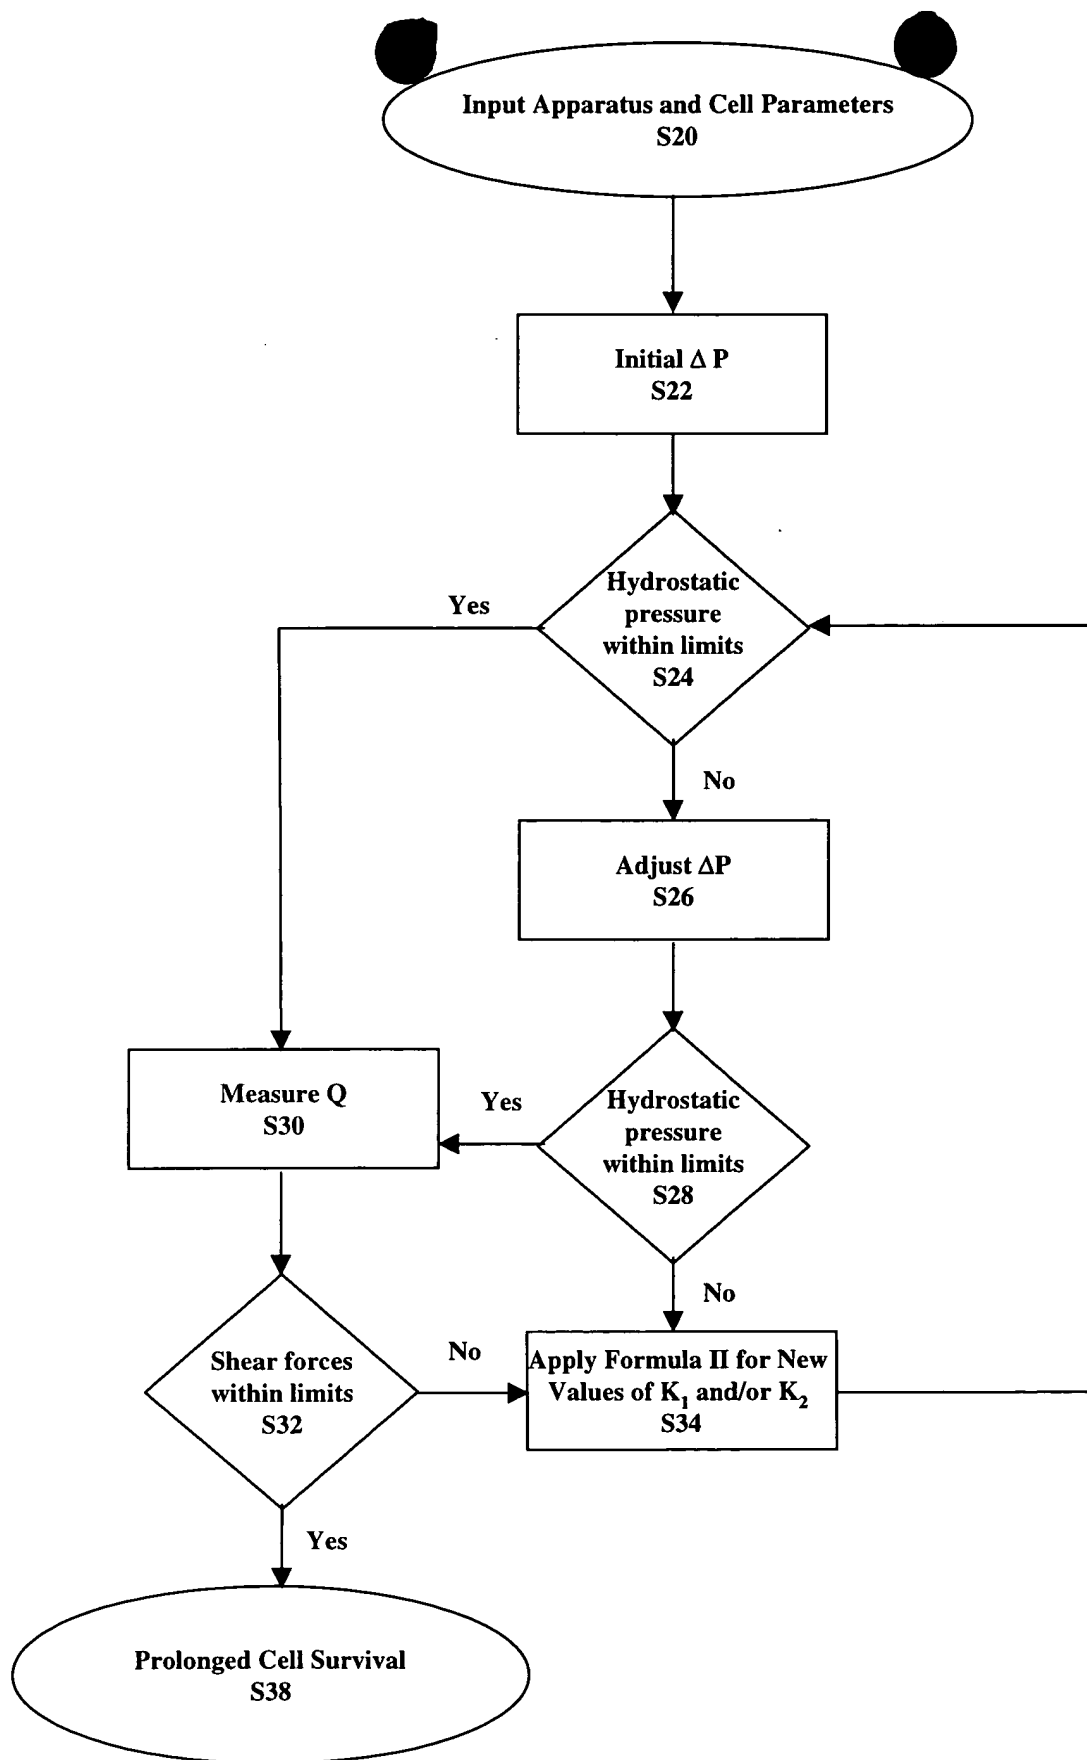 Input Apparatus and Cell Parameters
S20
Initial Δ P
S22
Hydrostatic
pressure
within limits
S24
Yes
No
Adjust ΔP
S26
Measure Q
S30
Yes
Hydrostatic
pressure
within limits
S28
No
Shear forces
within limits
S32
No
Apply Formula II for New
Values of K₁ and/or K₂
S34
Yes
Prolonged Cell Survival
S38